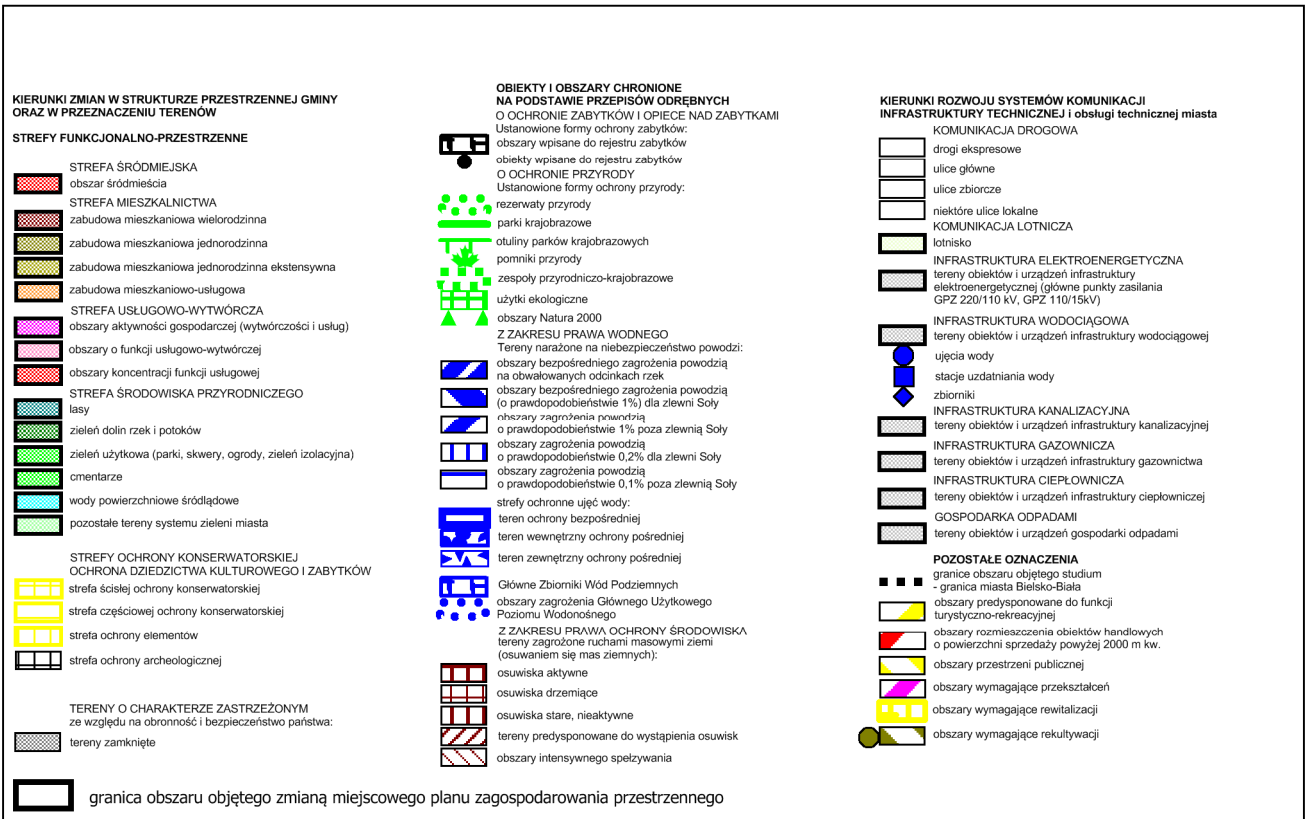 KIERUNKI ZMIAN W STRUKTURZE PRZESTRZENNEJ GMINY
ORAZ W PRZEZNACZENIU TERENÓW
STREFY FUNKCJONALNO-PRZESTRZENNE
STREFA ŚRÓDMIEJSKA
obszar śródmieścia
STREFA MIESZKALNICTWA
zabudowa mieszkaniowa wielorodzinna
zabudowa mieszkaniowa jednorodzinna
zabudowa mieszkaniowa jednorodzinna ekstensywna
zabudowa mieszkaniowo-usługowa
STREFA USŁUGOWO-WYTWÓRCZA
obszary aktywności gospodarczej (wytwórczości i usług)
obszary o funkcji usługowo-wytwórczej
obszary koncentracji funkcji usługowej
STREFA ŚRODOWISKA PRZYRODNICZEGO
lasy
zieleń dolin rzek i potoków
zieleń użytkowa (parki, skwery, ogrody, zieleń izolacyjna)
cmentarze
wody powierzchniowe śródlądowe
pozostałe tereny systemu zieleni miasta
STREFY OCHRONY KONSERWATORSKIEJ
OCHRONA DZIEDZICTWA KULTUROWEGO I ZABYTKÓW
strefa ścisłej ochrony konserwatorskiej
strefa częściowej ochrony konserwatorskiej
strefa ochrony elementów
strefa ochrony archeologicznej
TERENY O CHARAKTERZE ZASTRZEŻONYM
ze względu na obronność i bezpieczeństwo państwa:
tereny zamknięte
OBIEKTY I OBSZARY CHRONIONE
NA PODSTAWIE PRZEPISÓW ODRĘBNYCH
O OCHRONIE ZABYTKÓW I OPIECE NAD ZABYTKAMI
Ustanowione formy ochrony zabytków:
obszary wpisane do rejestru zabytków
obiekty wpisane do rejestru zabytków
O OCHRONIE PRZYRODY
Ustanowione formy ochrony przyrody:
rezerwaty przyrody
parki krajobrazowe
otuliny parków krajobrazowych
pomniki przyrody
zespoły przyrodniczo-krajobrazowe
użytki ekologiczne
obszary Natura 2000
Z ZAKRESU PRAWA WODNEGO
Tereny narażone na niebezpieczeństwo powodzi:
obszary bezpośredniego zagrożenia powodzią
na obwałowanych odcinkach rzek
obszary bezpośredniego zagrożenia powodzią
(o prawdopodobieństwie 1%) dla zlewni Soły
obszary zagrożenia powodzią
o prawdopodobieństwie 1% poza zlewnią Soły
obszary zagrożenia powodzią
o prawdopodobieństwie 0,2% dla zlewni Soły
obszary zagrożenia powodzią
o prawdopodobieństwie 0,1% poza zlewnią Soły
strefy ochronne ujęć wody:
teren ochrony bezpośredniej
teren wewnętrzny ochrony pośredniej
teren zewnętrzny ochrony pośredniej
Główne Zbiorniki Wód Podziemnych
obszary zagrożenia Głównego Użytkowego
Poziomu Wodonośnego
Z ZAKRESU PRAWA OCHRONY ŚRODOWISKA
tereny zagrożone ruchami masowymi ziemi
(osuwaniem się mas ziemnych):
osuwiska aktywne
osuwiska drzemiące
osuwiska stare, nieaktywne
tereny predysponowane do wystąpienia osuwisk
obszary intensywnego spełzywania
KIERUNKI ROZWOJU SYSTEMÓW KOMUNIKACJI
INFRASTRUKTURY TECHNICZNEJ i obsługi technicznej miasta
KOMUNIKACJA DROGOWA
drogi ekspresowe
ulice główne
ulice zbiorcze
niektóre ulice lokalne
KOMUNIKACJA LOTNICZA
lotnisko
INFRASTRUKTURA ELEKTROENERGETYCZNA
tereny obiektów i urządzeń infrastruktury
elektroenergetycznej (główne punkty zasilania
GPZ 220/110 kV, GPZ 110/15kV)
INFRASTRUKTURA WODOCIĄGOWA
tereny obiektów i urządzeń infrastruktury wodociągowej
ujęcia wody
stacje uzdatniania wody
zbiorniki
INFRASTRUKTURA KANALIZACYJNA
tereny obiektów i urządzeń infrastruktury kanalizacyjnej
INFRASTRUKTURA GAZOWNICZA
tereny obiektów i urządzeń infrastruktury gazownictwa
INFRASTRUKTURA CIEPŁOWNICZA
tereny obiektów i urządzeń infrastruktury ciepłowniczej
GOSPODARKA ODPADAMI
tereny obiektów i urządzeń gospodarki odpadami
POZOSTAŁE OZNACZENIA
granice obszaru objętego studium
- granica miasta Bielsko-Biała
obszary predysponowane do funkcji
turystyczno-rekreacyjnej
obszary rozmieszczenia obiektów handlowych
o powierzchni sprzedaży powyżej 2000 m kw.
obszary przestrzeni publicznej
obszary wymagające przekształceń
obszary wymagające rewitalizacji
obszary wymagające rekultywacji
granica obszaru objętego zmianą miejscowego planu zagospodarowania przestrzennego